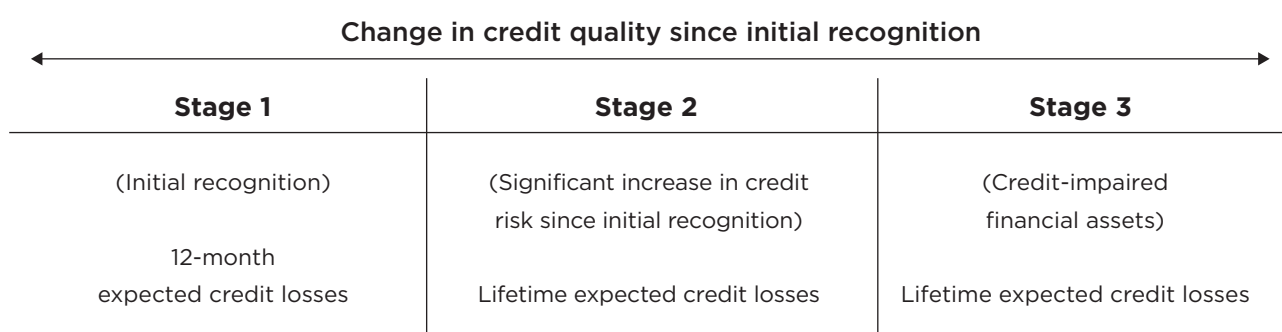 Change in credit quality since initial recognition
Stage 1
Stage 2
Stage 3
(Initial recognition)
12-month
expected credit losses
(Significant increase in credit
risk since initial recognition)
Lifetime expected credit losses
(Credit-impaired
financial assets)
Lifetime expected credit losses